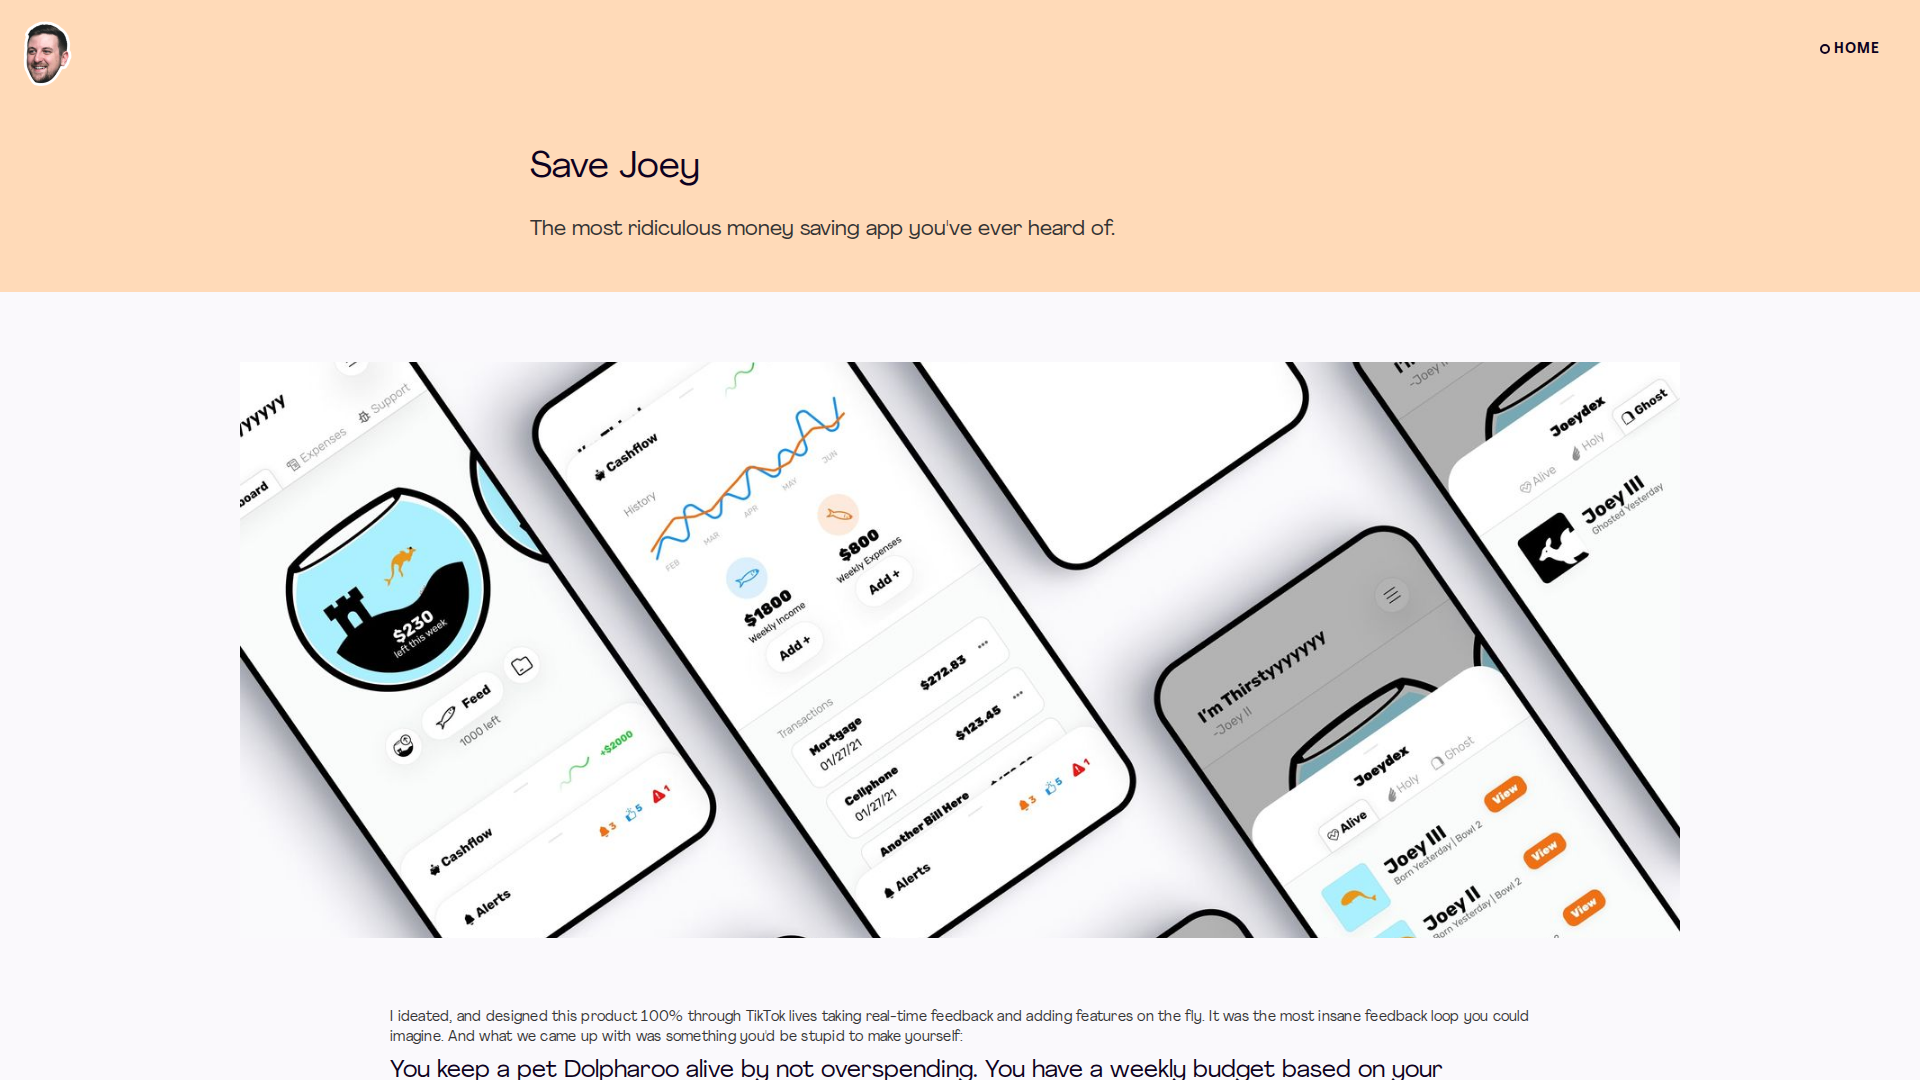 HOME
Save Joey
The most ridiculous money saving app you've ever heard of.
Expenses
Support
$230
left this week
Feed
1000 left
+$2000
Cashflow
3
5
1
Alerts
Cashflow
History
FEB
MAR
APR
MAY
JUN
$1800
Weekly Income
Add +
$800
Weekly Expenses
Add +
Transactions
Mortgage
01/27/21
$272.83
Cellphone
01/27/21
$123.45
Another Bill Here
3
5
1
Alerts
I'm Thirstyyyyyyy
-Joey II
Joeydex
Alive
Holy
Ghost
Joey III
Born Yesterday | Bowl 2
View
Joey II
Born Yesterday | Bowl 2
View
View
Joeydex
Alive
Holy
Ghost
Joey III
Ghosted Yesterday
I ideated, and designed this product 100% through TikTok lives taking real-time feedback and adding features on the fly. It was the most insane feedback loop you could
imagine. And what we came up with was something you'd be stupid to make yourself:
You keep a pet Dolpharoo alive by not overspending. You have a weekly budget based on your